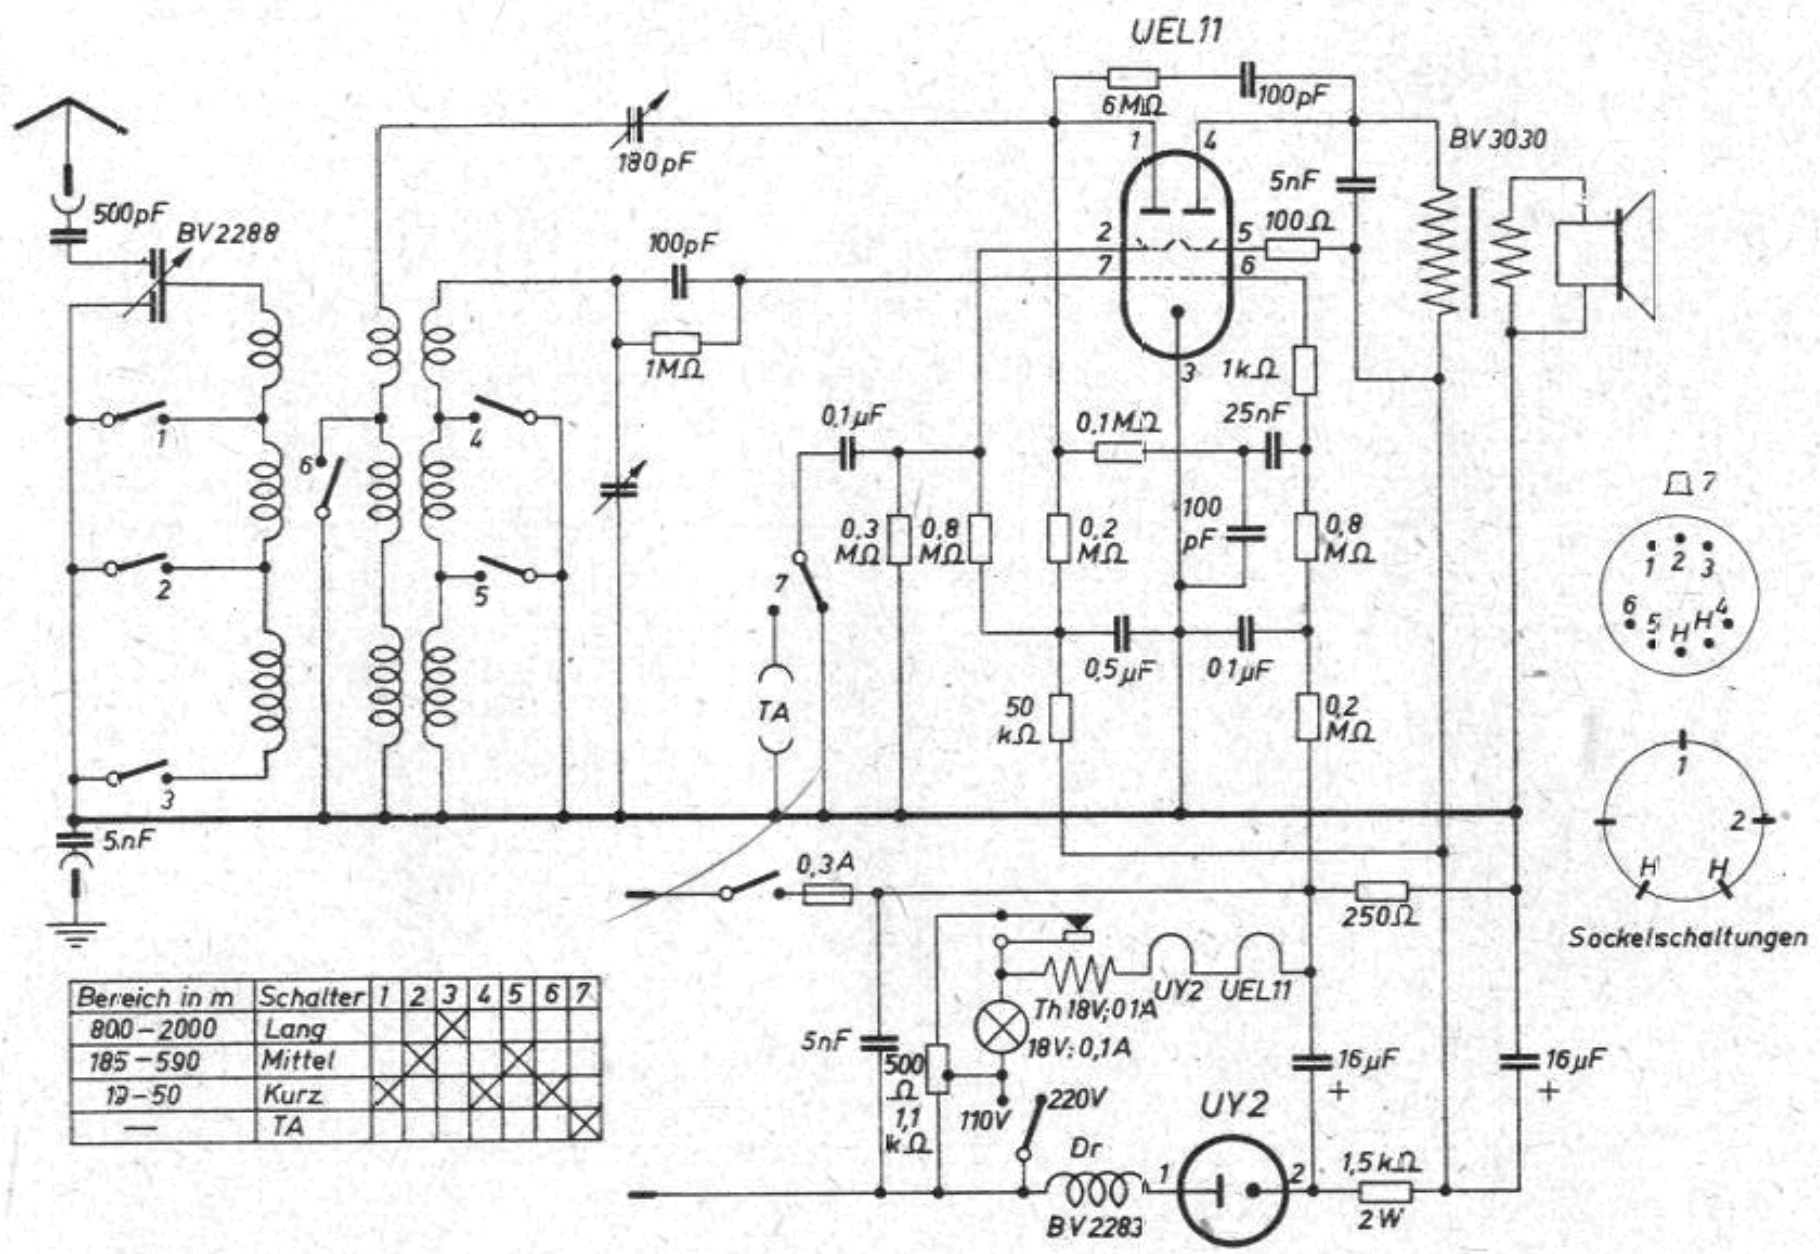 UEL11
6MΩ
100pF
1
4
BV3030
180pF
5nF
500pF
BV2288
100pF
2
5
100Ω
7
6
1MΩ
3
1kΩ
0,1µF
0,1MΩ
25nF
1
4
6
7
0,3
MΩ
0,8
MΩ
0,2
MΩ
100
pF
0,8
MΩ
1
2
3
6
5
H
H
4
2
5
7
0,5µF
0 1µF
TA
50
kΩ
0,2
MΩ
1
2
H
H
3
5nF
0,3A
250Ω
Sockelschaltungen
Bereich in m Schalter 1 2 3 4 5 6 7
800-2000 Lang
185-590 Mittel
Kurz
— TA
UY2
UEL11
Th 18V; 0 1A
18V: 0,1A
5nF
500
Ω
1,1
kΩ
110V
220V
16µF
+
16µF
+
UY2
Dr
1
2
1,5kΩ
BV2283
2W